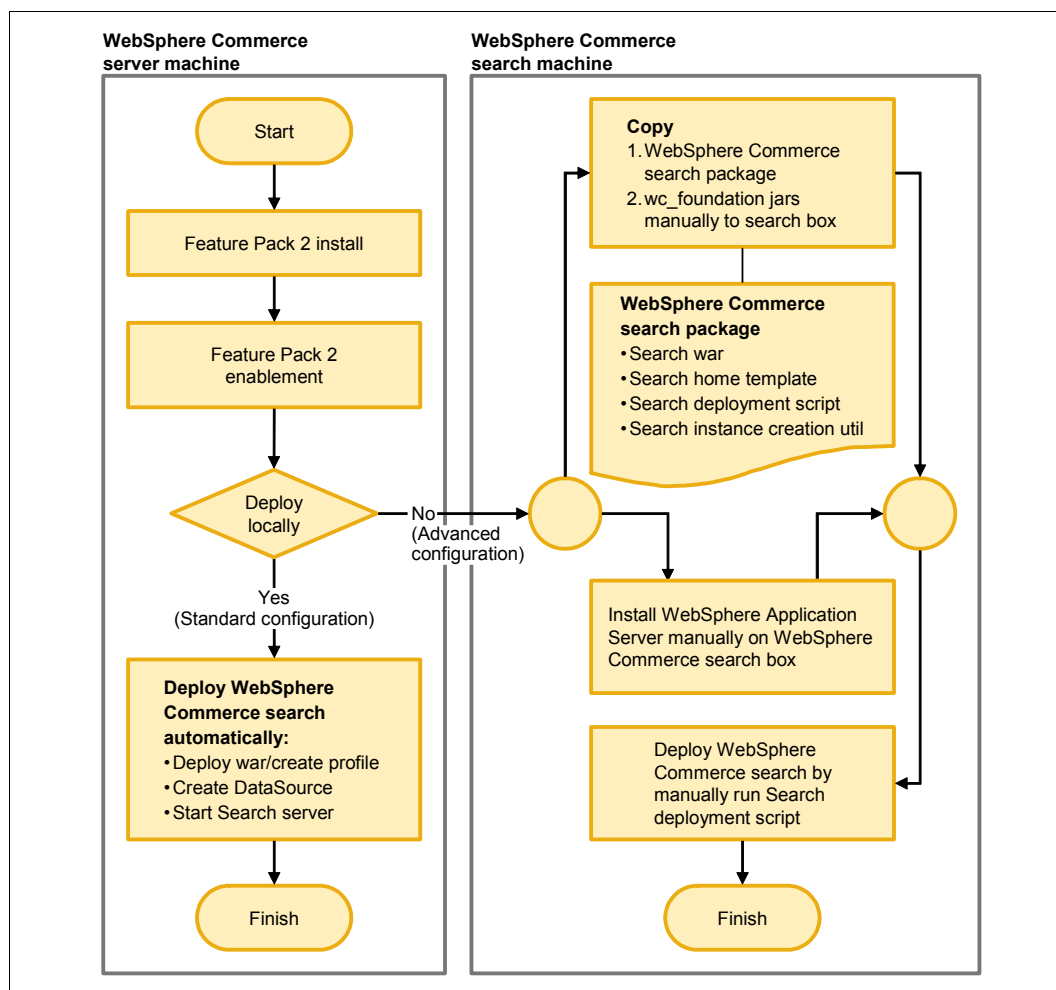 WebSphere Commerce
server machine
Start
Feature Pack 2 install
Feature Pack 2
enablement
Deploy
locally
No
(Advanced
configuration)
Yes
(Standard configuration)
Deploy WebSphere
Commerce search
automatically:
•Deploy war/create profile
•Create DataSource
•Start Search server
Finish
WebSphere Commerce
search machine
Copy
1. WebSphere Commerce
search package
2. wc_foundation jars
manually to search box
WebSphere Commerce
search package
•Search war
•Search home template
•Search deployment script
•Search instance creation util
Install WebSphere Application
Server manually on WebSphere
Commerce search box
Deploy WebSphere
Commerce search by
manually run Search
deployment script
Finish